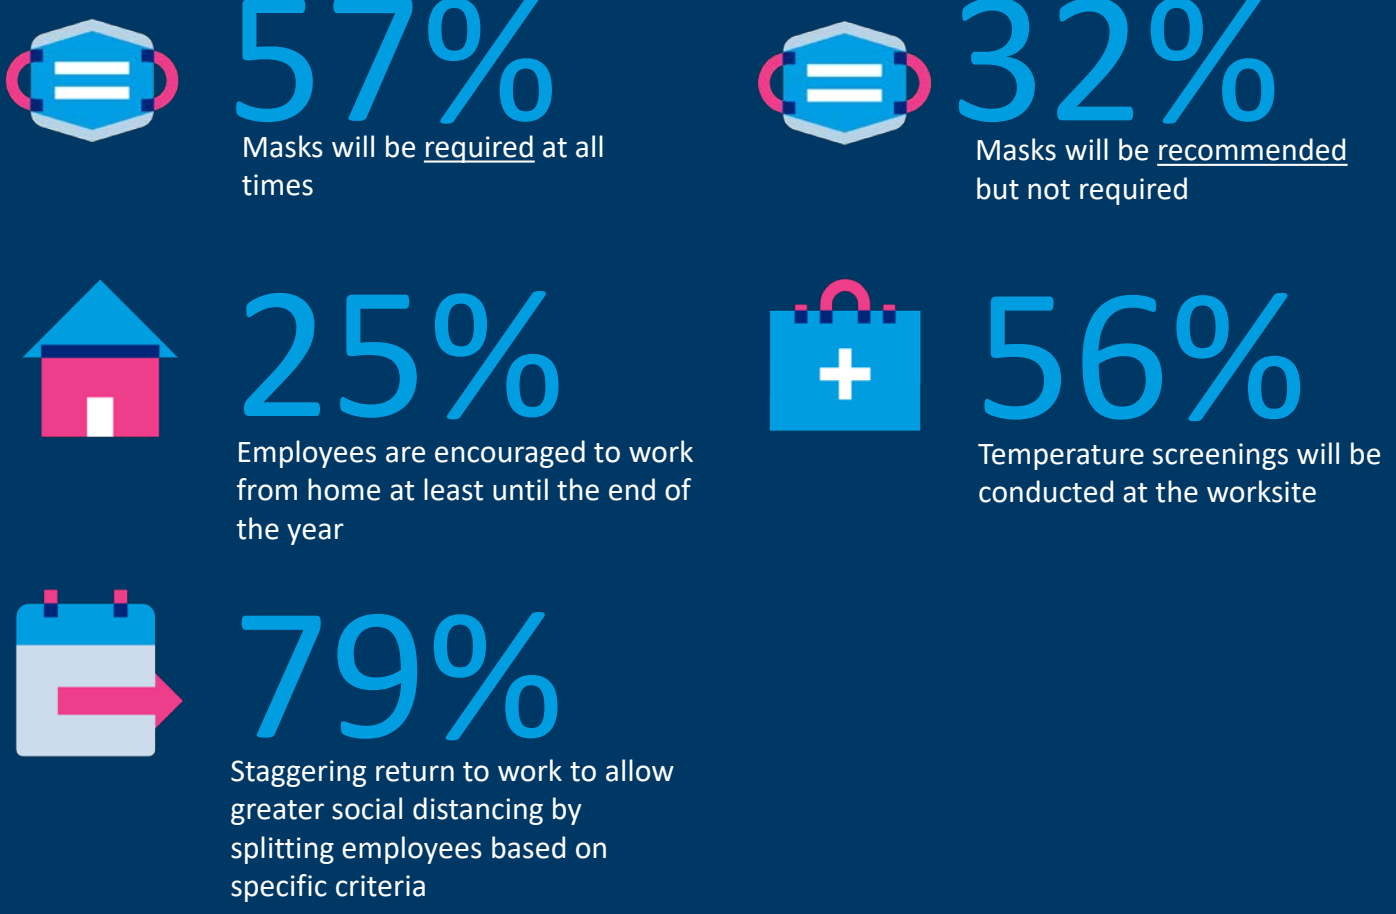 57%
Masks will be required at all
times
32%
Masks will be recommended
but not required
25%
Employees are encouraged to work
from home at least until the end of
the year
56%
Temperature screenings will be
conducted at the worksite
79%
Staggering return to work to allow
greater social distancing by
splitting employees based on
specific criteria